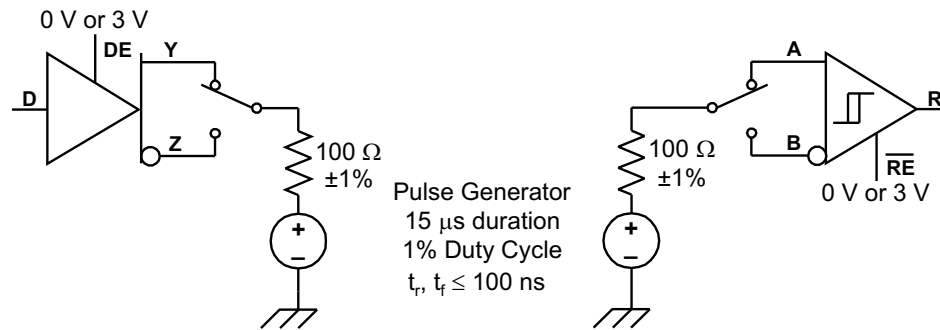 0 V or 3 V
DE
Y
D
Z
100 Ω
±1%
+
–
Pulse Generator
15 μs duration
1% Duty Cycle
tr, tf ≤ 100 ns
A
B
R
100 Ω
±1%
RE
0 V or 3 V
+
–